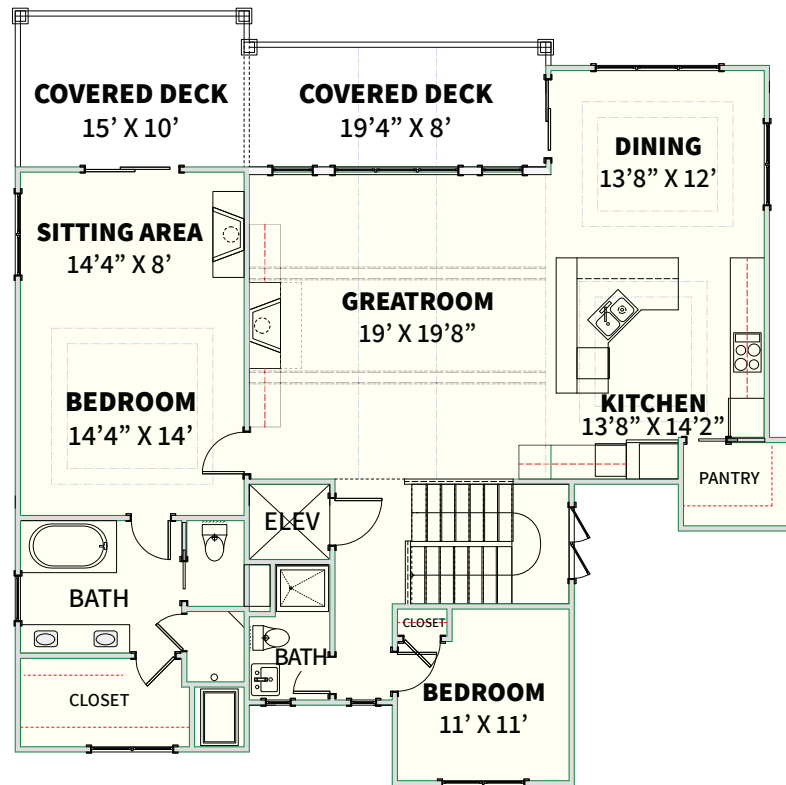 COVERED DECK
15’ X 10’
COVERED DECK
19’4” X 8’
DINING
13’8” X 12’
SITTING AREA
14’4” X 8’
GREATROOM
19’ X 19’8”
BEDROOM
14’4” X 14’
KITCHEN
13’8” X 14’2”
PANTRY
ELEV
BATH
CLOSET
BATH
CLOSET
BEDROOM
11’ X 11’